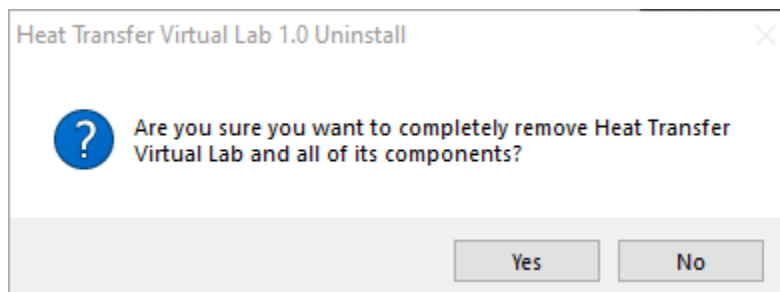 Heat Transfer Virtual Lab 1.0 Uninstall
Are you sure you want to completely remove Heat Transfer
Virtual Lab and all of its components?
Yes
No